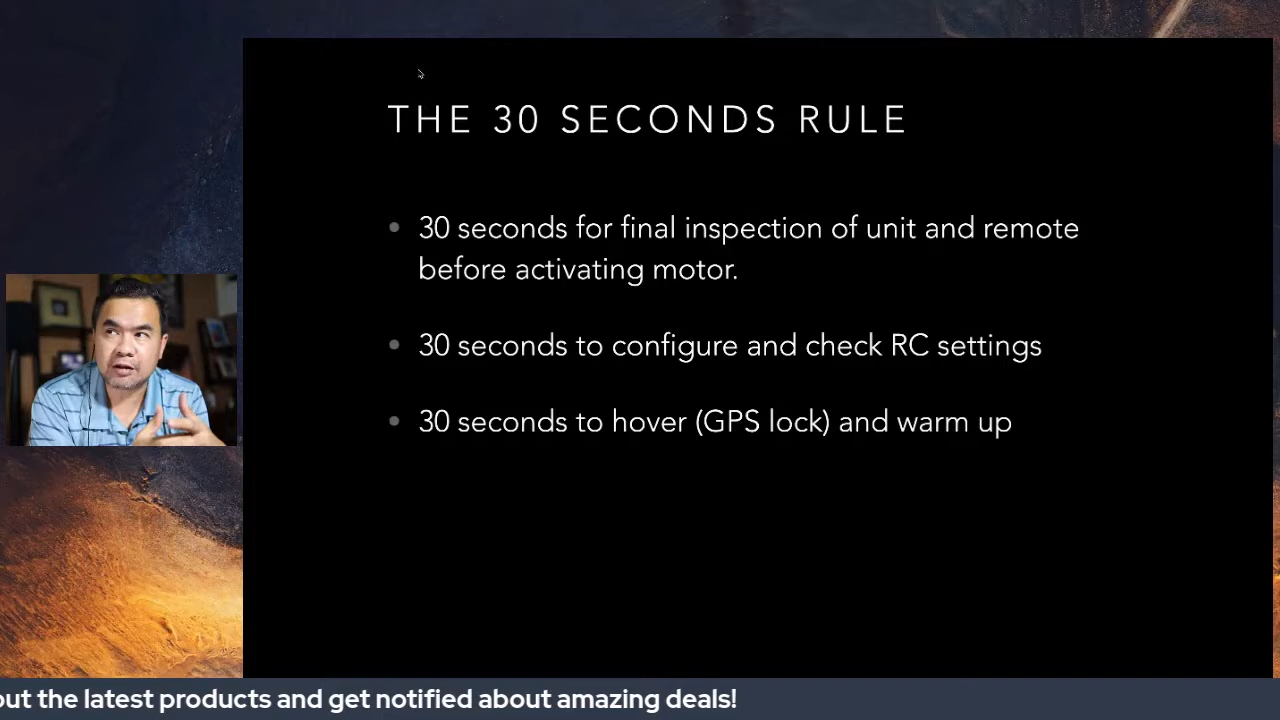 THE 30 SECONDS RULE
• 30 seconds for final inspection of unit and remote
before activating motor.
• 30 seconds to configure and check RC settings
• 30 seconds to hover (GPS lock) and warm up
out the latest products and get notified about amazing deals!